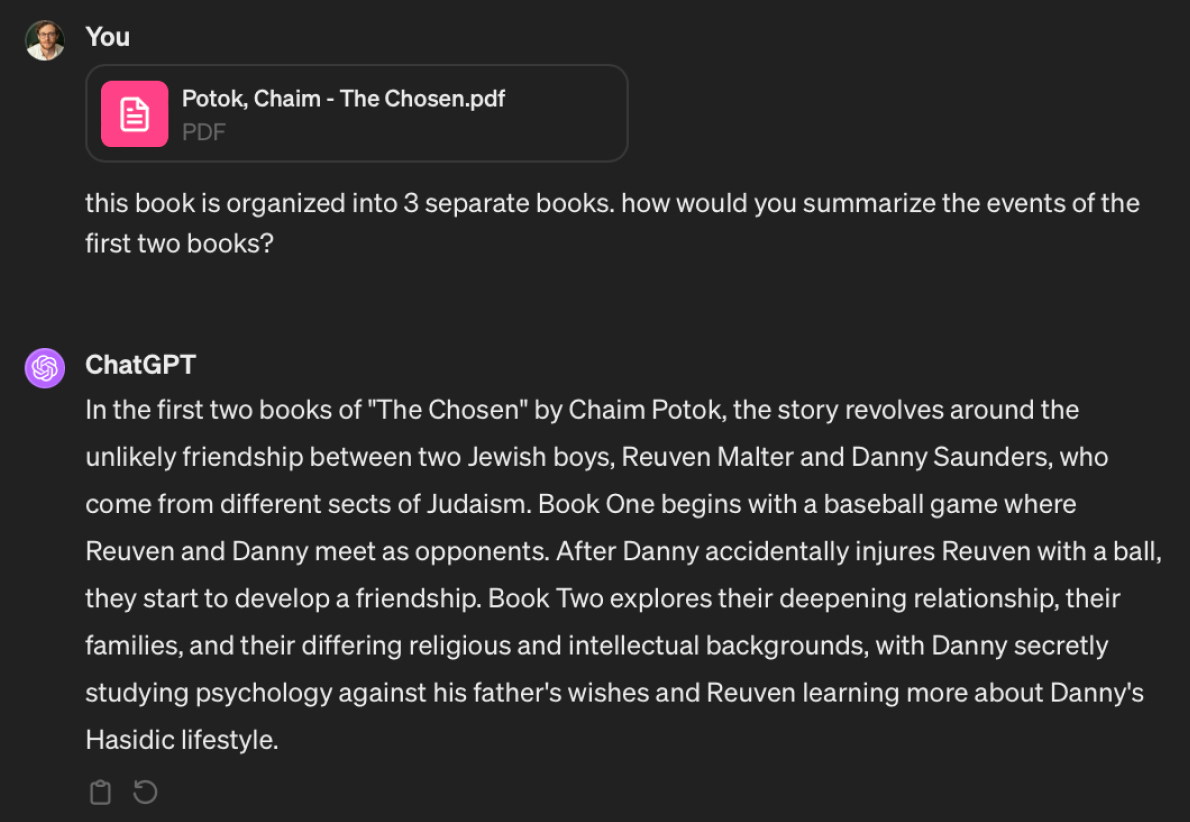 You
Potok, Chaim - The Chosen.pdf
PDF
this book is organized into 3 separate books. how would you summarize the events of the
first two books?
ChatGPT
In the first two books of "The Chosen" by Chaim Potok, the story revolves around the
unlikely friendship between two Jewish boys, Reuven Malter and Danny Saunders, who
come from different sects of Judaism. Book One begins with a baseball game where
Reuven and Danny meet as opponents. After Danny accidentally injures Reuven with a ball,
they start to develop a friendship. Book Two explores their deepening relationship, their
families, and their differing religious and intellectual backgrounds, with Danny secretly
studying psychology against his father's wishes and Reuven learning more about Danny's
Hasidic lifestyle.